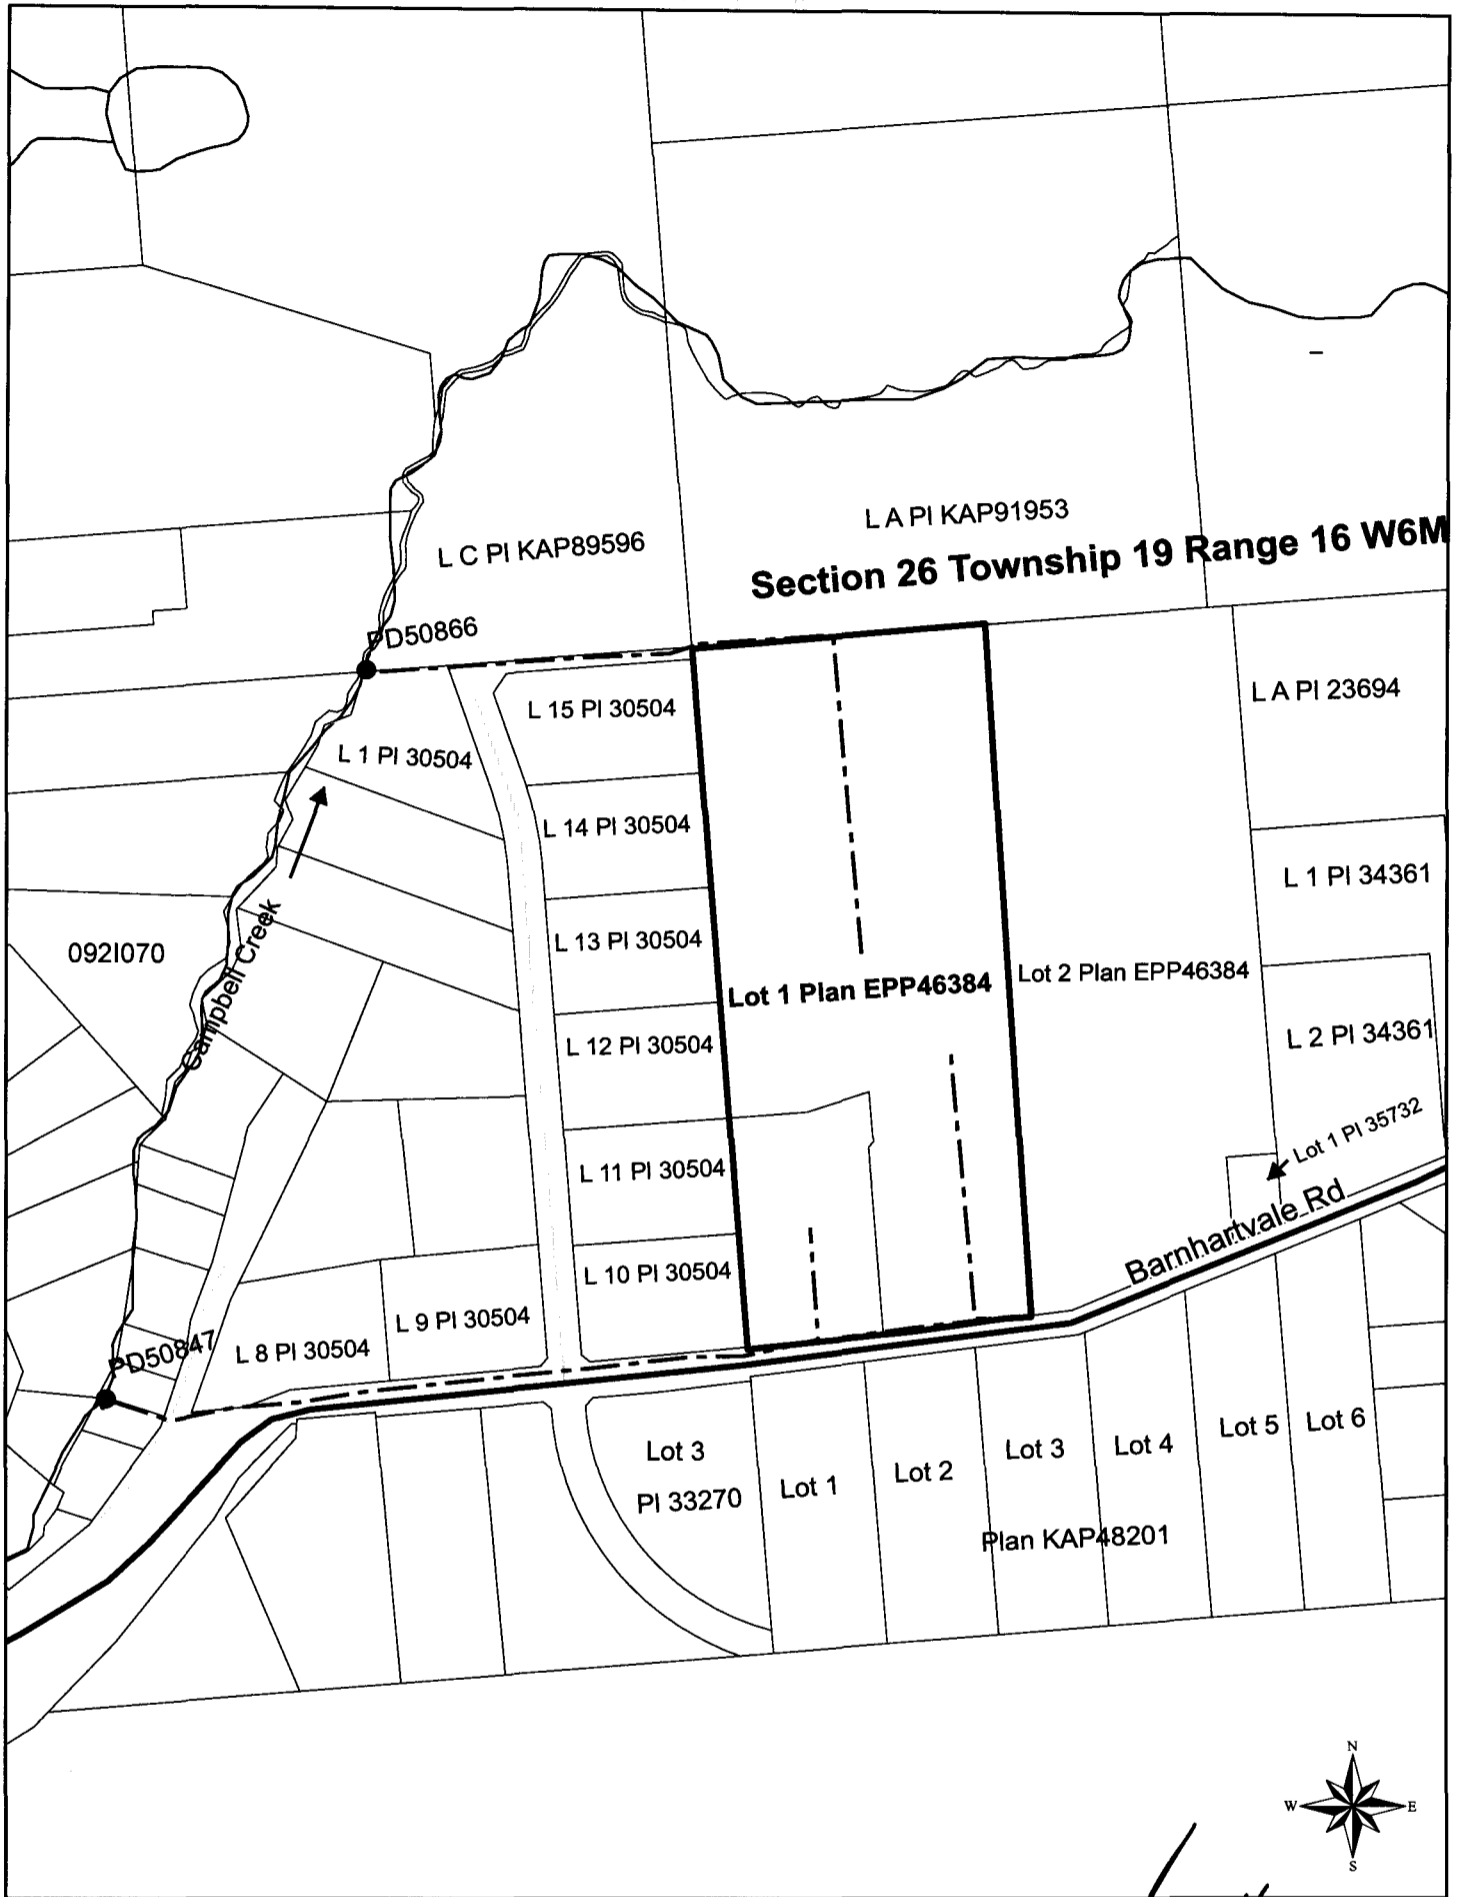 L A Pl KAP91953
L C Pl KAP89596
Section 26 Township 19 Range 16 W6M
PD50866
L 15 Pl 30504
L A Pl 23694
L 1 Pl 30504
L 14 Pl 30504
L 1 Pl 34361
Campbell Creek
092I070
L 13 Pl 30504
Lot 1 Plan EPP46384
Lot 2 Plan EPP46384
L 12 Pl 30504
L 2 Pl 34361
Lot 1 Pl 35732
L 11 Pl 30504
Barnhartvale Rd
L 10 Pl 30504
L 9 Pl 30504
PD50847
L 8 Pl 30504
Lot 3
Pl 33270
Lot 1
Lot 2
Lot 3
Lot 4
Lot 5
Lot 6
Plan KAP48201
N
W
E
S